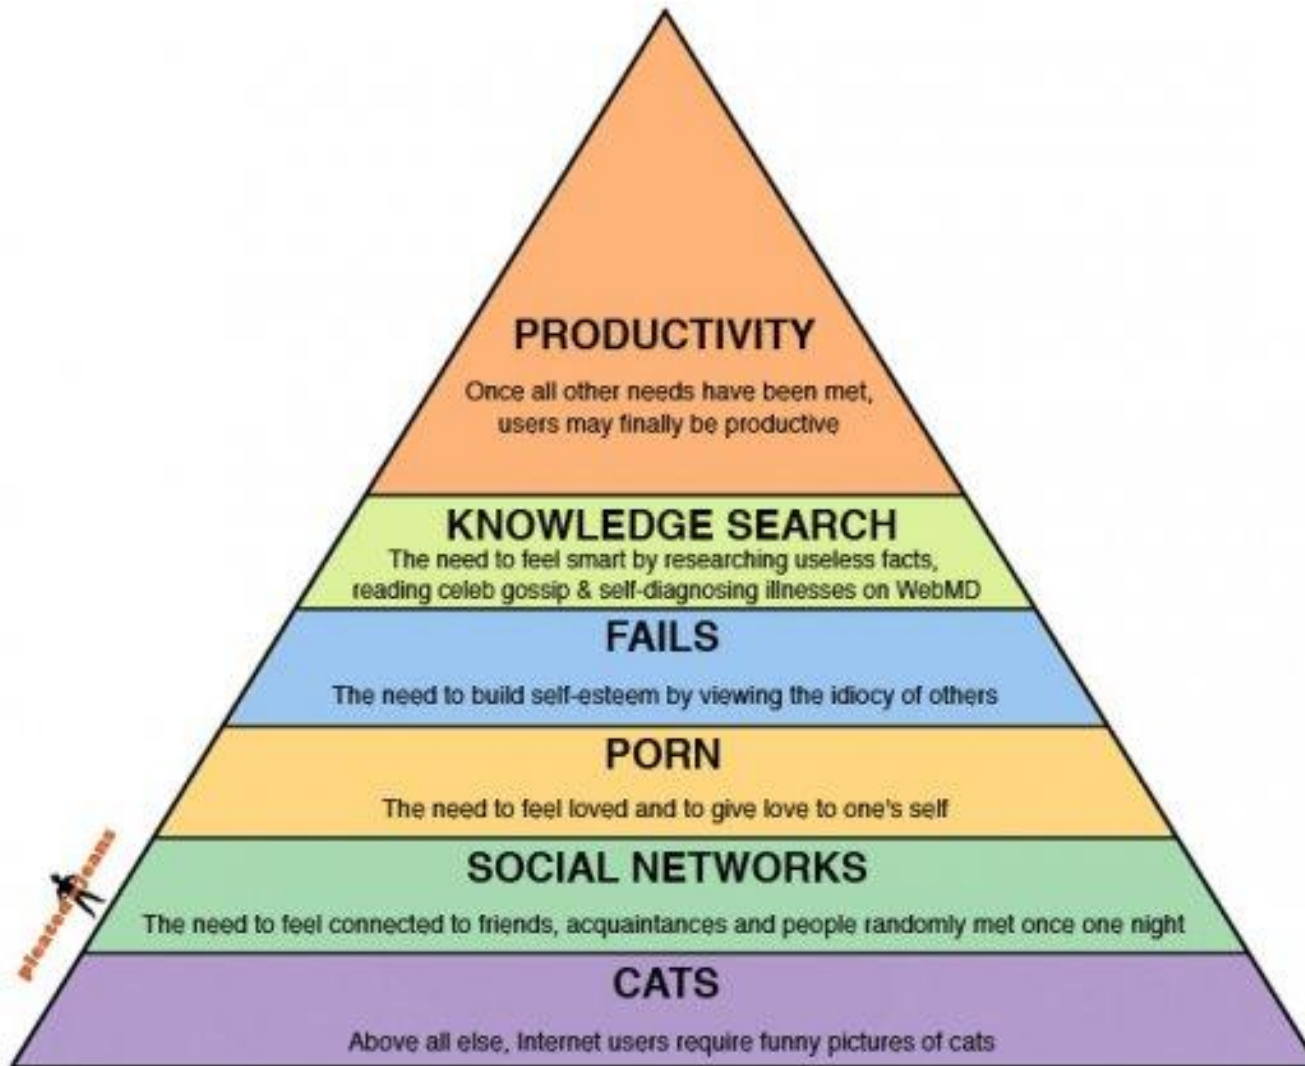 PRODUCTIVITY
Once all other needs have been met,
users may finally be productive
KNOWLEDGE SEARCH
The need to feel smart by researching useless facts,
reading celeb gossip & self-diagnosing illnesses on WebMD
FAILS
The need to build self-esteem by viewing the idiocy of others
PORN
The need to feel loved and to give love to one's self
SOCIAL NETWORKS
The need to feel connected to friends, acquaintances and people randomly met once one night
CATS
Above all else, Internet users require funny pictures of cats